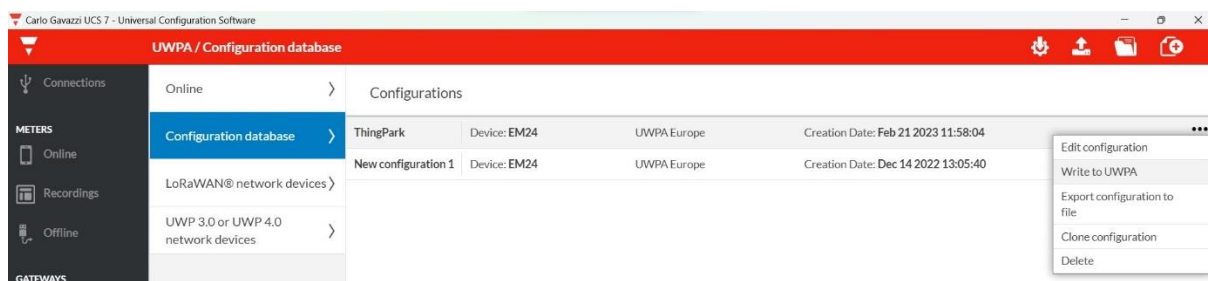 Carlo Gavazzi UCS 7 - Universal Configuration Software
UWPA / Configuration database
Connections
METERS
Online
Recordings
Offline
GATEWAYS
Online
Configuration database
LoRaWAN® network devices
UWP 3.0 or UWP 4.0
network devices
Configurations
ThingPark Device: EM24 UWPA Europe Creation Date: Feb 21 2023 11:58:04
New configuration 1 Device: EM24 UWPA Europe Creation Date: Dec 14 2022 13:05:40
Edit configuration
Write to UWPA
Export configuration to
file
Clone configuration
Delete